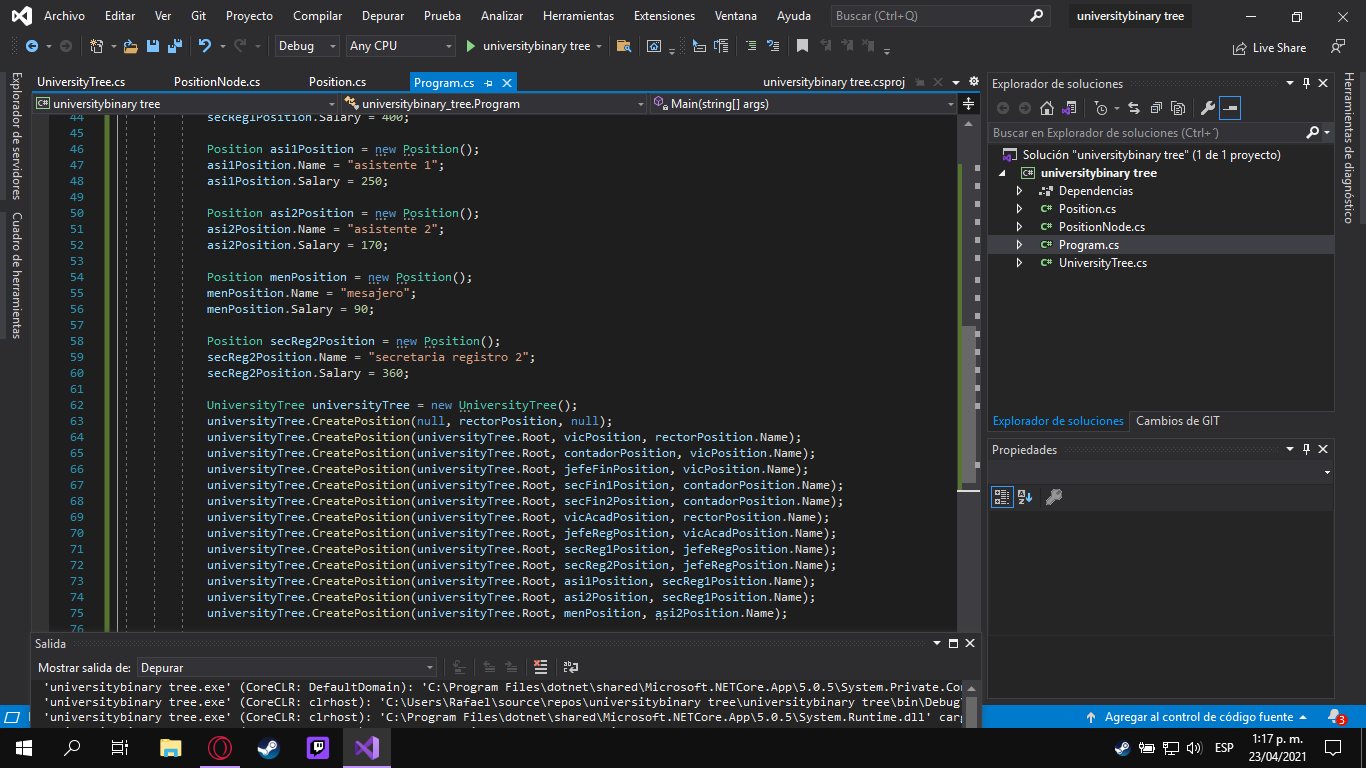 Archivo Editar Ver Git Proyecto Compilar Depurar Prueba Analizar Herramientas Extensiones Ventana Ayuda Buscar (Ctrl+Q) universitybinary tree
Debug Any CPU universitybinary tree Live Share
Explorador de servidores
Cuadro de herramientas
UniversityTree.cs PositionNode.cs Position.cs Program.cs universitybinary tree.csproj
universitybinary tree universitybinary_tree.Program Main(string[] args)
44 secReg1Position.Salary = 400;
45
46 Position asi1Position = new Position();
47 asi1Position.Name = "asistente 1";
48 asi1Position.Salary = 250;
49
50 Position asi2Position = new Position();
51 asi2Position.Name = "asistente 2";
52 asi2Position.Salary = 170;
53
54 Position menPosition = new Position();
55 menPosition.Name = "mesajero";
56 menPosition.Salary = 90;
57
58 Position secReg2Position = new Position();
59 secReg2Position.Name = "secretaria registro 2";
60 secReg2Position.Salary = 360;
61
62 UniversityTree universityTree = new UniversityTree();
63 universityTree.CreatePosition(null, rectorPosition, null);
64 universityTree.CreatePosition(universityTree.Root, vicPosition, rectorPosition.Name);
65 universityTree.CreatePosition(universityTree.Root, contadorPosition, vicPosition.Name);
66 universityTree.CreatePosition(universityTree.Root, jefeFinPosition, vicPosition.Name);
67 universityTree.CreatePosition(universityTree.Root, secFin1Position, contadorPosition.Name);
68 universityTree.CreatePosition(universityTree.Root, secFin2Position, contadorPosition.Name);
69 universityTree.CreatePosition(universityTree.Root, vicAcadPosition, rectorPosition.Name);
70 universityTree.CreatePosition(universityTree.Root, jefeRegPosition, vicAcadPosition.Name);
71 universityTree.CreatePosition(universityTree.Root, secReg1Position, jefeRegPosition.Name);
72 universityTree.CreatePosition(universityTree.Root, secReg2Position, jefeRegPosition.Name);
73 universityTree.CreatePosition(universityTree.Root, asi1Position, secReg1Position.Name);
74 universityTree.CreatePosition(universityTree.Root, asi2Position, secReg1Position.Name);
75 universityTree.CreatePosition(universityTree.Root, menPosition, asi2Position.Name);
76
Salida
Mostrar salida de: Depurar
'universitybinary tree.exe' (CoreCLR: DefaultDomain): 'C:\Program Files\dotnet\shared\Microsoft.NETCore.App\5.0.5\System.Private.Co
'universitybinary tree.exe' (CoreCLR: clrhost): 'C:\Users\Rafael\source\repos\universitybinary tree\universitybinary tree\bin\Debug
'universitybinary tree.exe' (CoreCLR: clrhost): 'C:\Program Files\dotnet\shared\Microsoft.NETCore.App\5.0.5\System.Runtime.dll' carg
Explorador de soluciones
Buscar en Explorador de soluciones (Ctrl+´)
Solución "universitybinary tree" (1 de 1 proyecto)
universitybinary tree
Dependencias
Position.cs
PositionNode.cs
Program.cs
UniversityTree.cs
Explorador de soluciones Cambios de GIT
Propiedades
Herramientas de diagnóstico
Agregar al control de código fuente 3
ESP
1:17 p. m.
23/04/2021